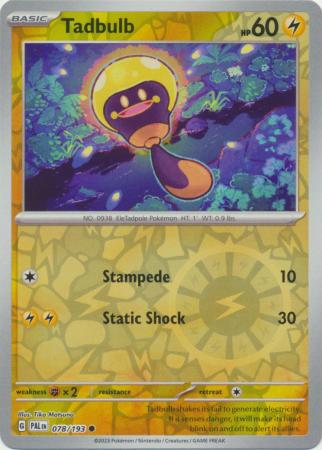 BASIC
Tadbulb
HP60
NO. 0938 EleTadpole Pokémon HT. 1' WT. 0.9 lbs.
Stampede 10
Static Shock 30
weakness ×2 resistance retreat
Illus. Tika Matsuno
G PAL EN 078/193
Tadbulb shakes its tail to generate electricity.
If it senses danger, it will make its head blink
on and off to alert its allies.
©2023 Pokémon / Nintendo / Creatures / GAME FREAK